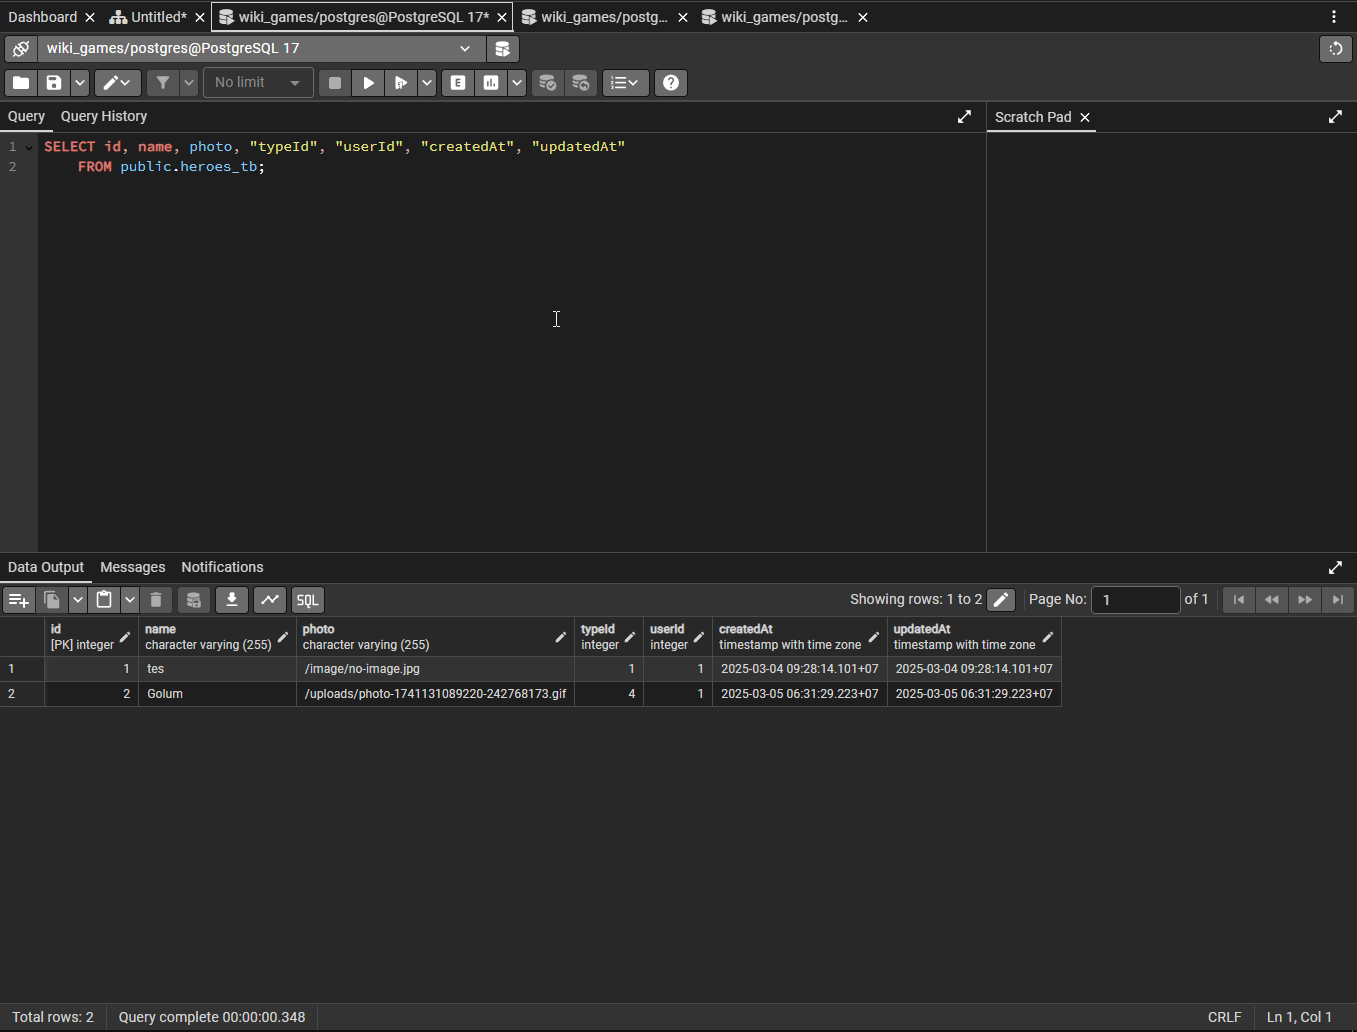 Dashboard Untitled* wiki_games/postgres@PostgreSQL 17* wiki_games/postg... wiki_games/postg...
wiki_games/postgres@PostgreSQL 17
No limit E SQL
Query Query History Scratch Pad
1 SELECT id, name, photo, "typeId", "userId", "createdAt", "updatedAt"
2 FROM public.heroes_tb;
Data Output Messages Notifications
SQL Showing rows: 1 to 2 Page No: 1 of 1
id name photo typeId userId createdAt updatedAt
[PK] integer character varying (255) character varying (255) integer integer timestamp with time zone timestamp with time zone
1 1 tes /image/no-image.jpg 1 1 2025-03-04 09:28:14.101+07 2025-03-04 09:28:14.101+07
2 2 Golum /uploads/photo-1741131089220-242768173.gif 4 1 2025-03-05 06:31:29.223+07 2025-03-05 06:31:29.223+07
Total rows: 2 Query complete 00:00:00.348 CRLF Ln 1, Col 1